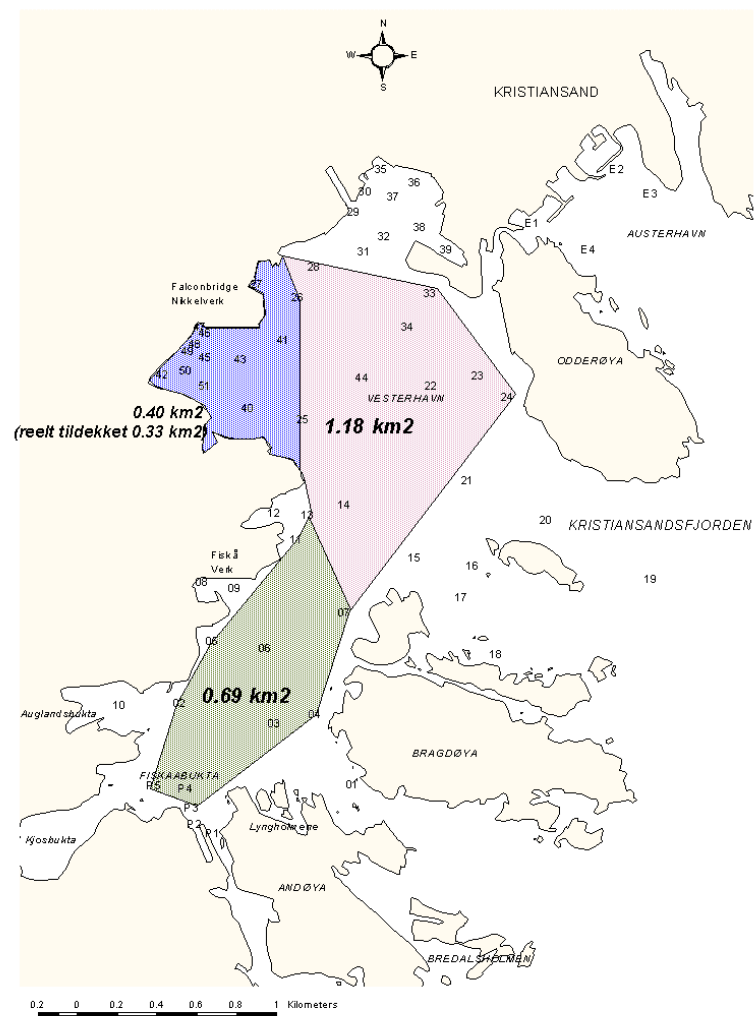 N
W E
S
KRISTIANSAND
35
36
E2
30
37
E3
29
38
E1
32
AUSTERHAVN
31
39
E4
28
27
Falconbridge
Nikkelverk
26
33
47
46
34
41
48
49
45
43
ODDERØYA
50
42
44
23
51
22
24
VESTERHAVN
40
0.40 km2
25
(reelt tildekket 0.33 km2)
1.18 km2
21
14
12
13
20
KRISTIANSANDSFJORDEN
11
Fiskå
Verk
15
16
08
09
19
17
07
05
06
18
0.69 km2
02
10
Auglandsbukta
04
03
BRAGDØYA
FISKAABUKTA
P5
P4
01
P3
P2
P1
Lyngholmene
Kjosbukta
ANDØYA
BREDALSHOLMEN
0.2 0 0.2 0.4 0.6 0.8 1 Kilometers